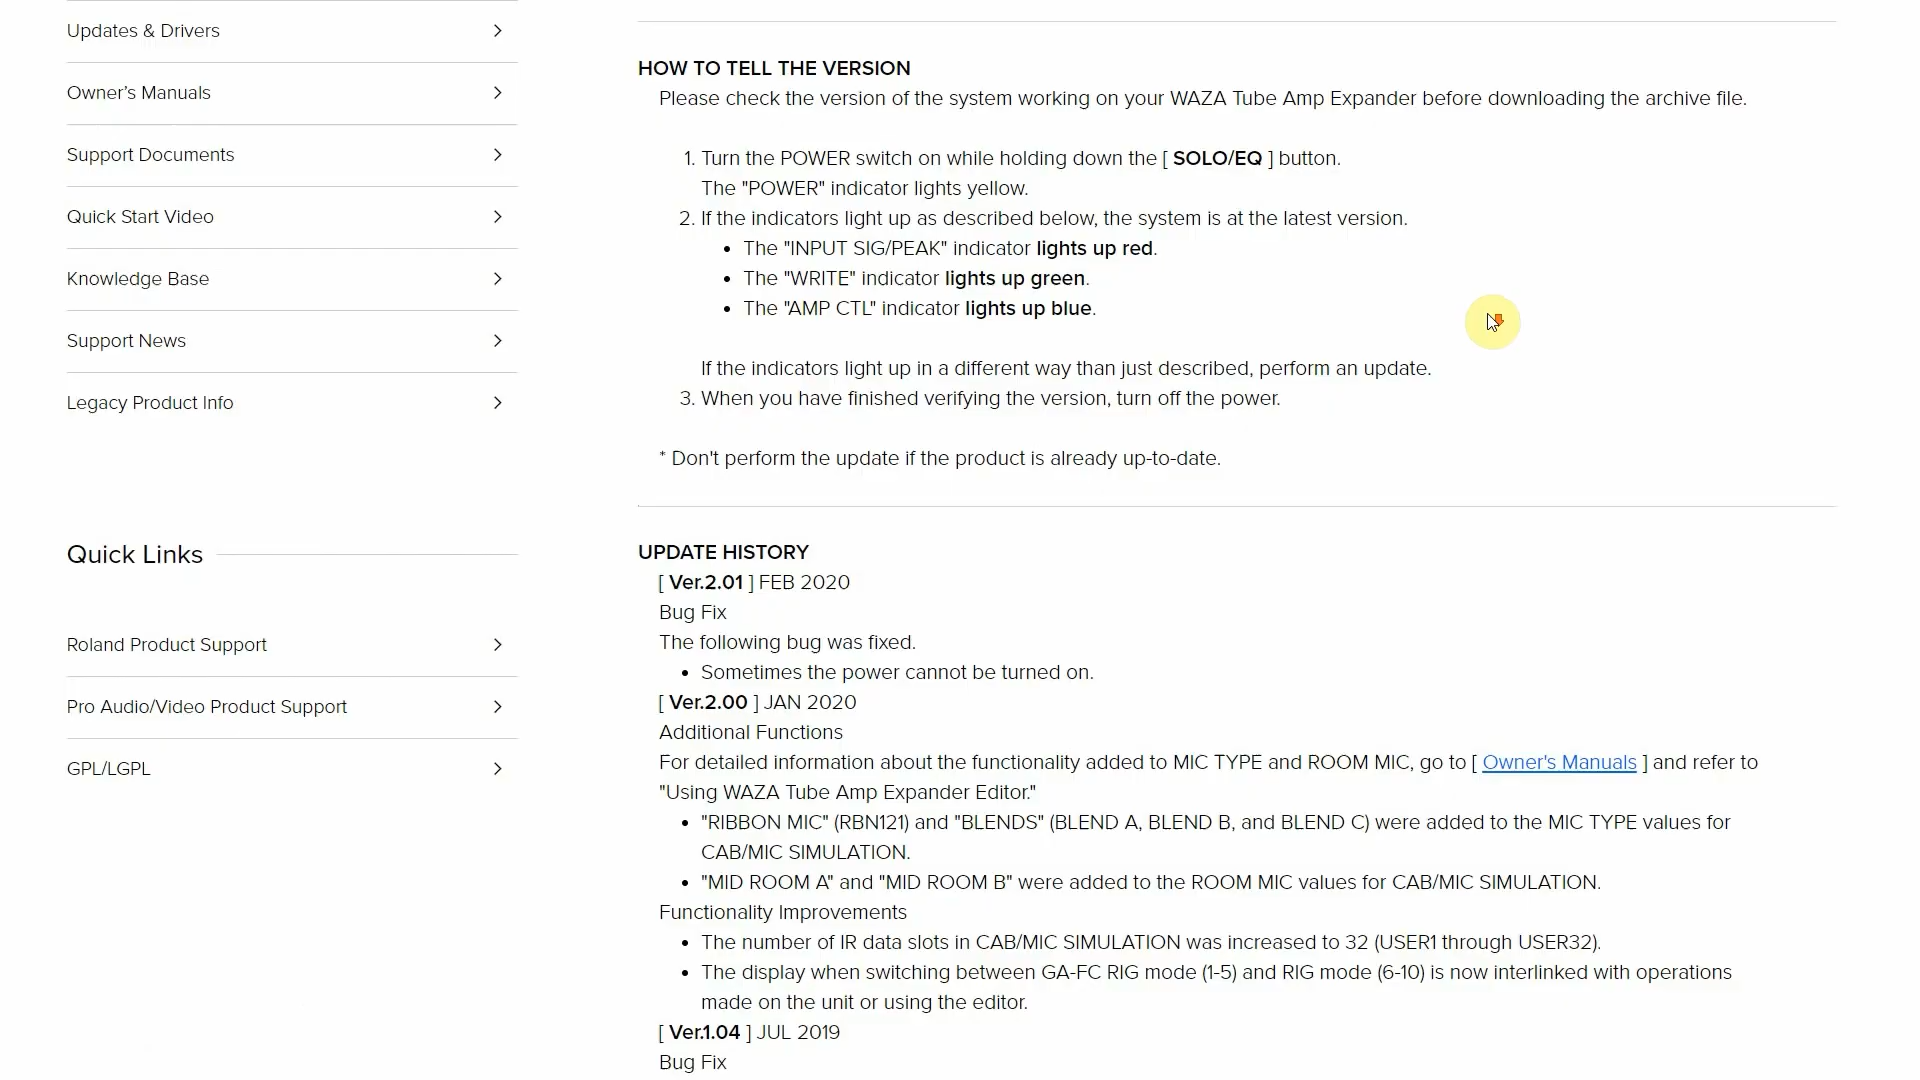 Updates & Drivers
Owner's Manuals
Support Documents
Quick Start Video
Knowledge Base
Support News
Legacy Product Info
Quick Links
Roland Product Support
Pro Audio/Video Product Support
GPL/LGPL
HOW TO TELL THE VERSION
Please check the version of the system working on your WAZA Tube Amp Expander before downloading the archive file.
1. Turn the POWER switch on while holding down the [ SOLO/EQ ] button.
The "POWER" indicator lights yellow.
2. If the indicators light up as described below, the system is at the latest version.
• The "INPUT SIG/PEAK" indicator lights up red.
• The "WRITE" indicator lights up green.
• The "AMP CTL" indicator lights up blue.
If the indicators light up in a different way than just described, perform an update.
3. When you have finished verifying the version, turn off the power.
* Don't perform the update if the product is already up-to-date.
UPDATE HISTORY
[ Ver.2.01 ] FEB 2020
Bug Fix
The following bug was fixed.
• Sometimes the power cannot be turned on.
[ Ver.2.00 ] JAN 2020
Additional Functions
For detailed information about the functionality added to MIC TYPE and ROOM MIC, go to [ Owner's Manuals ] and refer to
"Using WAZA Tube Amp Expander Editor."
• "RIBBON MIC" (RBN121) and "BLENDS" (BLEND A, BLEND B, and BLEND C) were added to the MIC TYPE values for
CAB/MIC SIMULATION.
• "MID ROOM A" and "MID ROOM B" were added to the ROOM MIC values for CAB/MIC SIMULATION.
Functionality Improvements
• The number of IR data slots in CAB/MIC SIMULATION was increased to 32 (USER1 through USER32).
• The display when switching between GA-FC RIG mode (1-5) and RIG mode (6-10) is now interlinked with operations
made on the unit or using the editor.
[ Ver.1.04 ] JUL 2019
Bug Fix